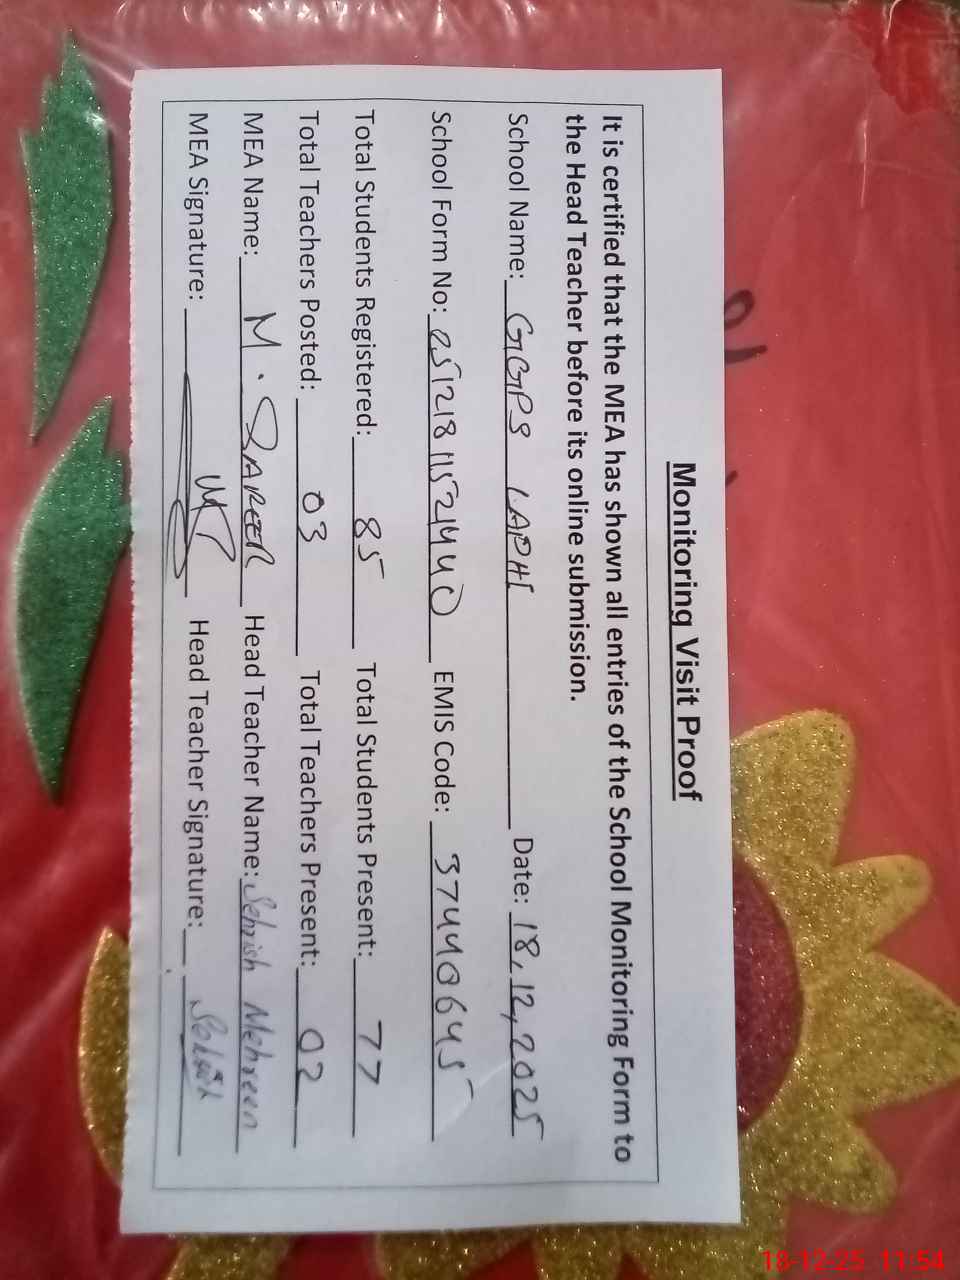 Monitoring Visit Proof
It is certified that the MEA has shown all entries of the School Monitoring Form to
the Head Teacher before its online submission.
School Name: GGPS LAPHI Date: 18,12,2025
School Form No: EMIS Code: 37440645
Total Students Registered: 85 Total Students Present: 77
Total Teachers Posted: 03 Total Teachers Present: 02
MEA Name: M. Head Teacher Name: Sehrish Mehreen
MEA Signature: Head Teacher Signature: Sehrish
18-12-25 11:54